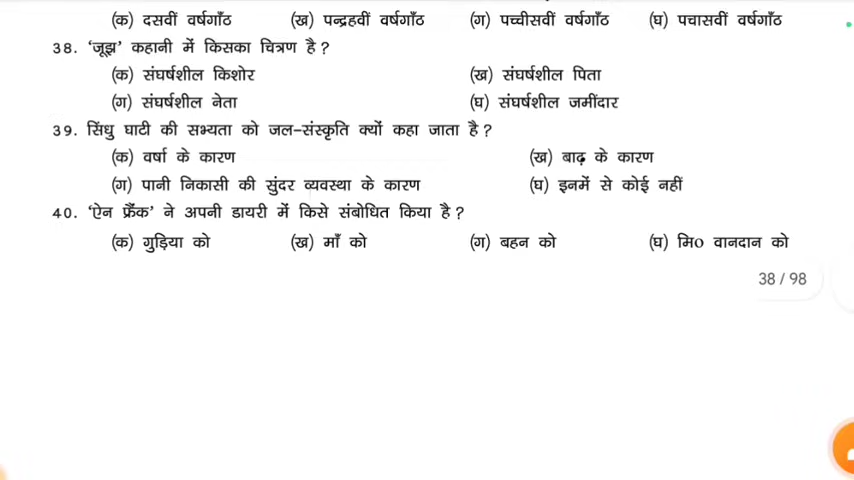 (क) दसवीं वर्षगाँठ (ख) पन्द्रहवीं वर्षगाँठ (ग) पच्चीसवीं वर्षगाँठ (घ) पचासवीं वर्षगाँठ
38. ‘जूझ’ कहानी में किसका चित्रण है ?
(क) संघर्षशील किशोर (ख) संघर्षशील पिता
(ग) संघर्षशील नेता (घ) संघर्षशील जमींदार
39. सिंधु घाटी की सभ्यता को जल-संस्कृति क्यों कहा जाता है ?
(क) वर्षा के कारण (ख) बाढ़ के कारण
(ग) पानी निकासी की सुंदर व्यवस्था के कारण (घ) इनमें से कोई नहीं
40. ‘ऐन फ्रैंक’ ने अपनी डायरी में किसे संबोधित किया है ?
(क) गुड़िया को (ख) माँ को (ग) बहन को (घ) मि0 वानदान को
38 / 98